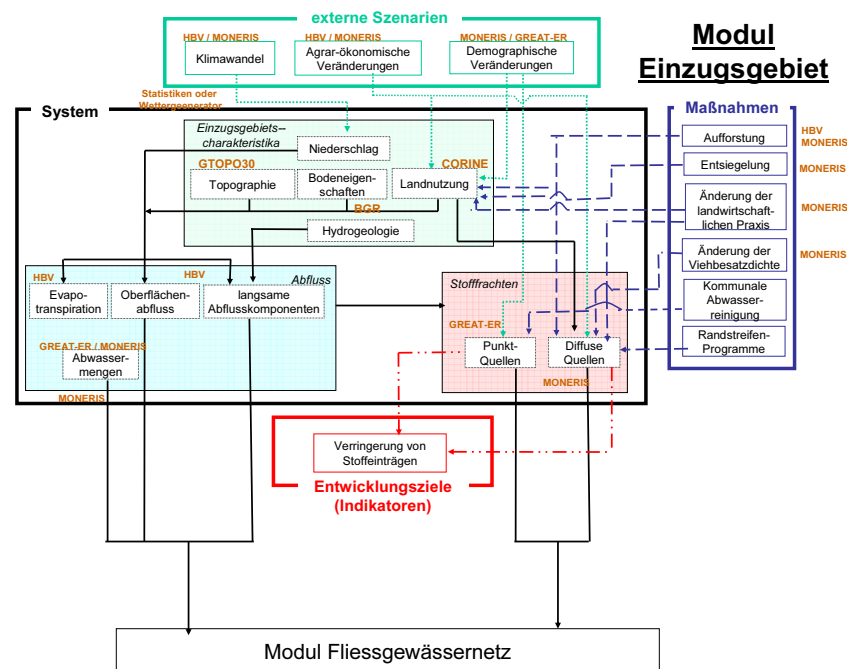 externe Szenarien
HBV / MONERIS
HBV / MONERIS
MONERIS / GREAT-ER
Klimawandel
Agrar-ökonomische
Veränderungen
Demographische
Veränderungen
Modul
Einzugsgebiet
Statistiken oder
Wettergeenerator
System
Maßnahmen
Einzugsgebiets--
charakteristika
Niederschlag
GTOPO30
CORINE
Topographie
Bodeneigen-
schaften
Landnutzung
BGR
Hydrogeologie
Aufforstung
HBV
MONERIS
Entsiegelung
MONERIS
Änderung der
landwirtschaft-
lichen Praxis
MONERIS
Änderung der
Viehbesatzdichte
MONERIS
Kommunale
Abwasser-
reinigung
Randstreifen-
Programme
Abfluss
HBV
HBV
Evapo-
transpiration
Oberflächen-
abfluss
langsame
Abflusskomponenten
GREAT-ER / MONERIS
Abwasser-
mengen
MONERIS
Stofffrachten
GREAT-ER
Punkt-
Quellen
Diffuse
Quellen
MONERIS
Verringerung von
Stoffeinträgen
Entwicklungsziele
(Indikatoren)
Modul Fliessgewässernetz